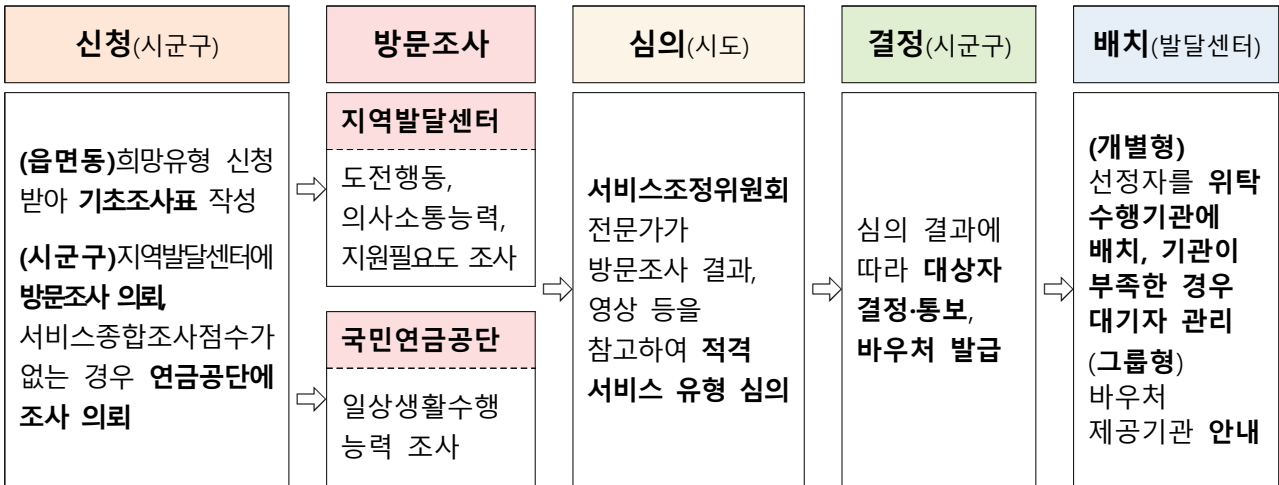 신청(시군구)
(읍면동)희망유형 신청
받아 기초조사표 작성
(시군구)지역발달센터에
방문조사 의뢰,
서비스종합조사점수가
없는 경우 연금공단에
조사 의뢰
방문조사
지역발달센터
도전행동,
의사소통능력,
지원필요도 조사
국민연금공단
일상생활수행
능력 조사
심의(시도)
서비스조정위원회
전문가가
방문조사 결과,
영상 등을
참고하여 적격
서비스 유형 심의
결정(시군구)
심의 결과에
따라 대상자
결정·통보,
바우처 발급
배치(발달센터)
(개별형)
선정자를 위탁
수행기관에
배치, 기관이
부족한 경우
대기자 관리
(그룹형)
바우처
제공기관 안내